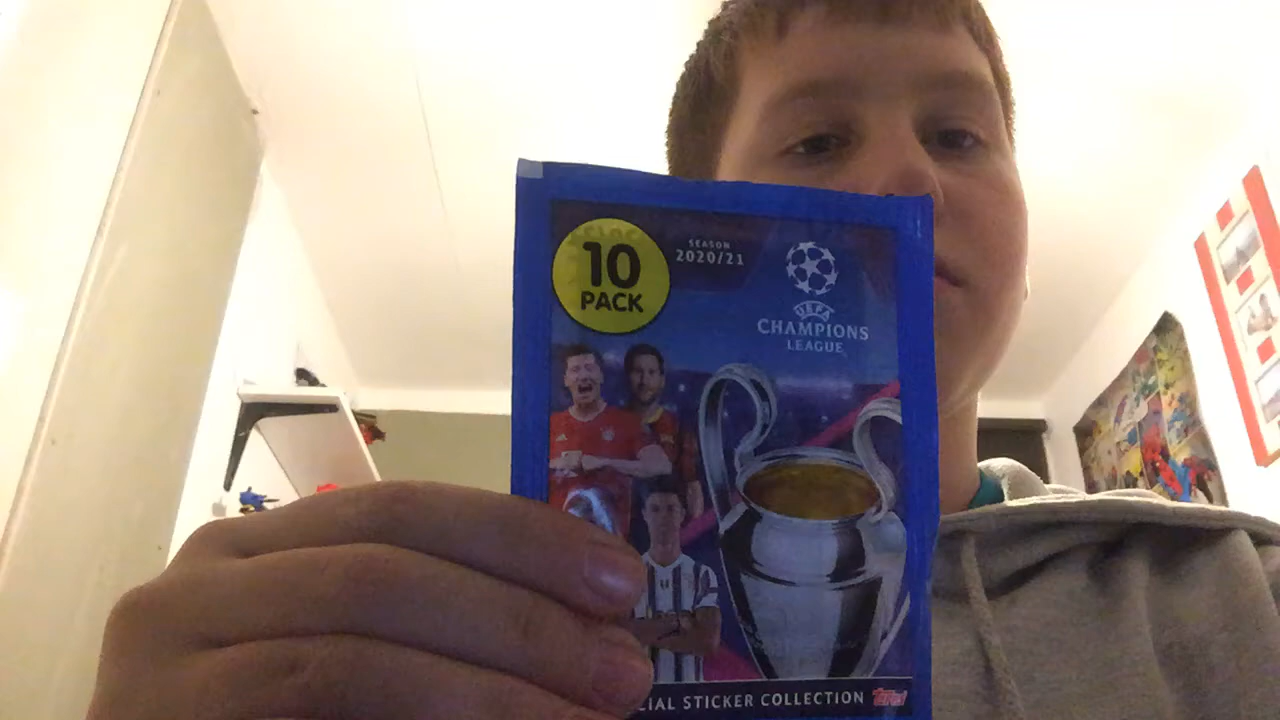 10
PACK
SEASON
2020/21
UEFA
CHAMPIONS
LEAGUE
CIAL STICKER COLLECTION Topps